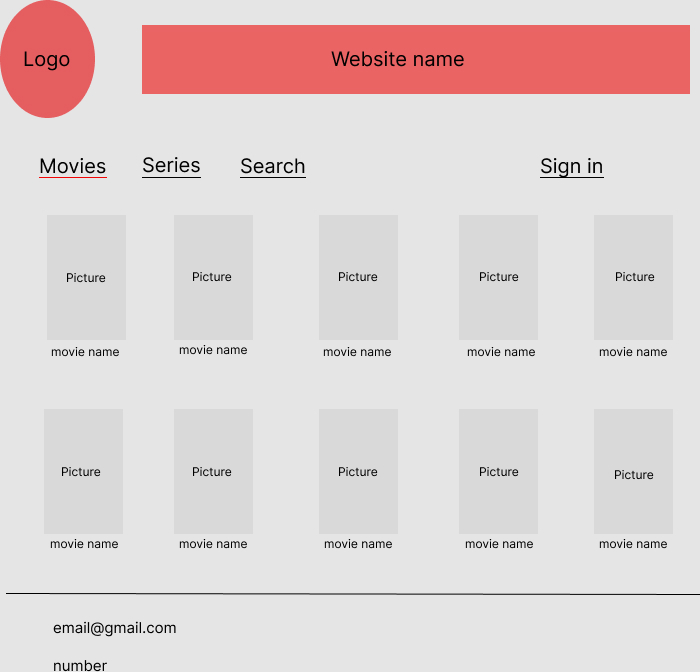 Logo
Website name
Movies Series Search Sign in
Picture Picture Picture Picture Picture
movie name movie name movie name movie name movie name
Picture Picture Picture Picture Picture
movie name movie name movie name movie name movie name
email@gmail.com
number